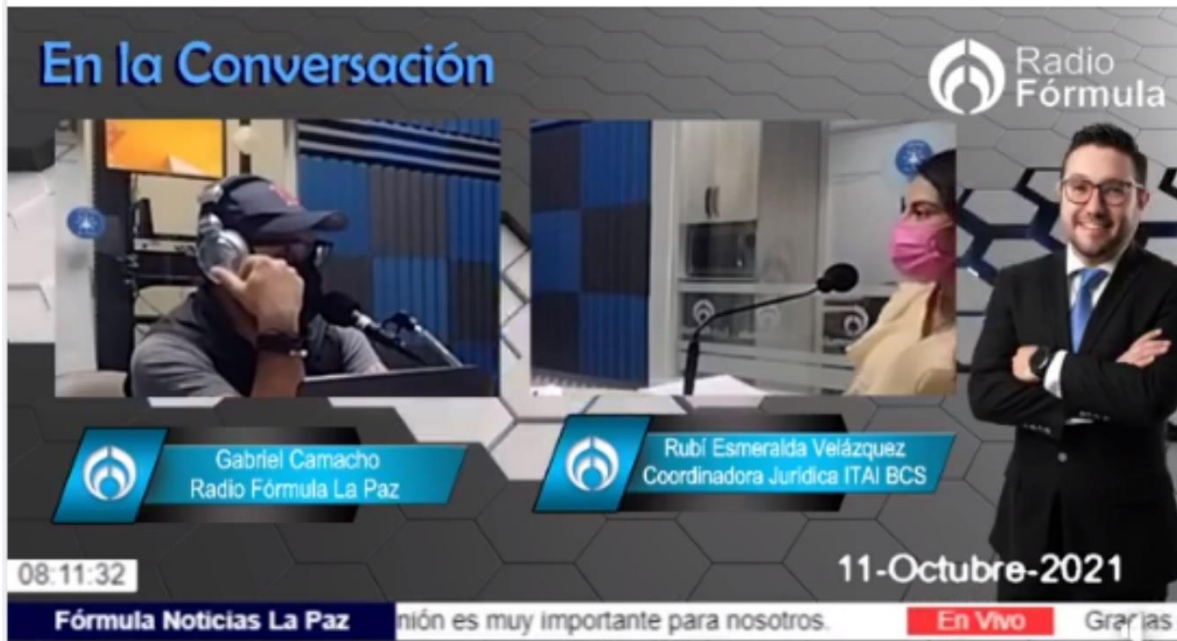 En la Conversación
Radio
Fórmula
Gabriel Camacho
Radio Fórmula La Paz
Rubí Esmeralda Velázquez
Coordinadora Jurídica ITAI BCS
08:11:32
11-Octubre-2021
Fórmula Noticias La Paz
nión es muy importante para nosotros.
En Vivo
Gracias